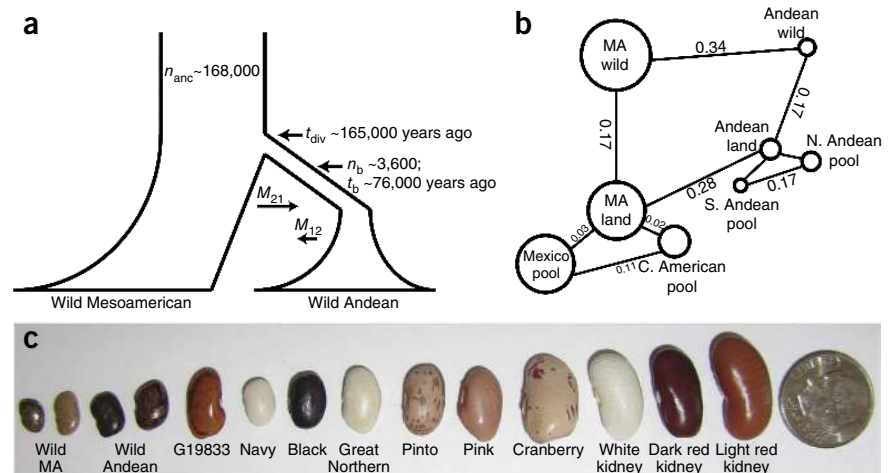 a
n_anc ~168,000
t_div ~165,000 years ago
n_b ~3,600;
t_b ~76,000 years ago
M_21
M_12
Wild Mesoamerican
Wild Andean
b
MA
wild
0.34
Andean
wild
0.17
0.17
Andean
land
N. Andean
pool
0.28
0.17
S. Andean
pool
MA
land
0.03
0.02
Mexico
pool
0.11
C. American
pool
c
Wild
MA
Wild
Andean
G19833
Navy
Black
Great
Northern
Pinto
Pink
Cranberry
White
kidney
Dark red
kidney
Light red
kidney